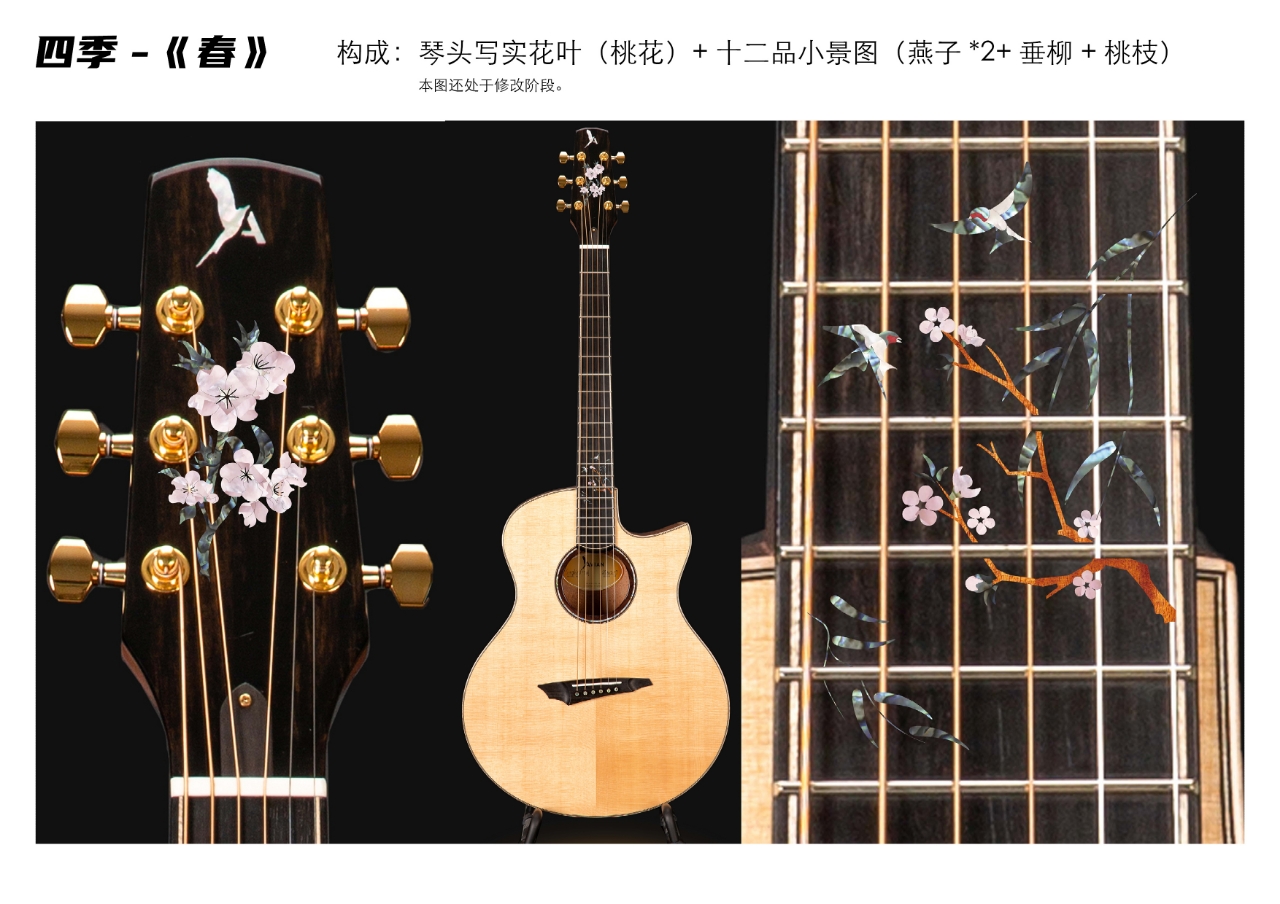 四季 - 《春》
构成：琴头写实花叶（桃花）+ 十二品小景图（燕子 *2+ 垂柳 + 桃枝）
本图还处于修改阶段。